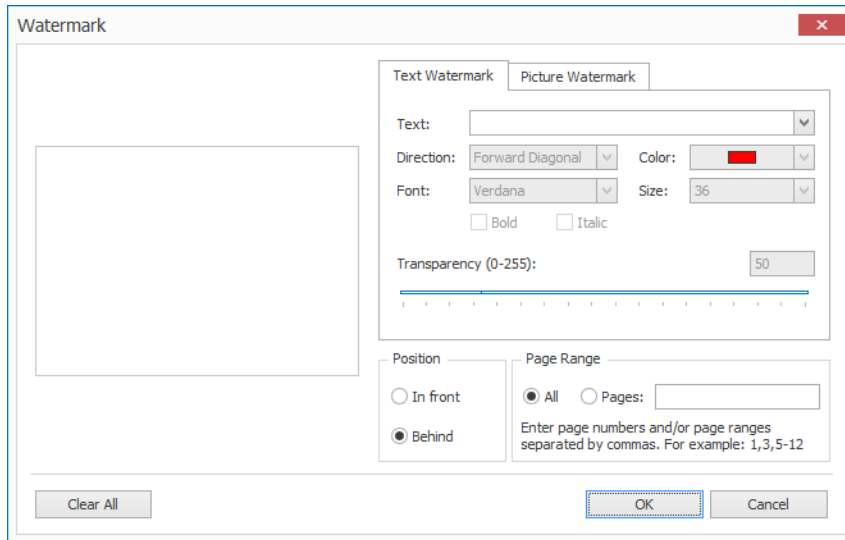 Watermark
Text Watermark Picture Watermark
Text:
Direction: Forward Diagonal Color:
Font: Verdana Size: 36
Bold Italic
Transparency (0-255): 50
Position Page Range
In front All Pages:
Behind Enter page numbers and/or page ranges
separated by commas. For example: 1,3,5-12
Clear All OK Cancel